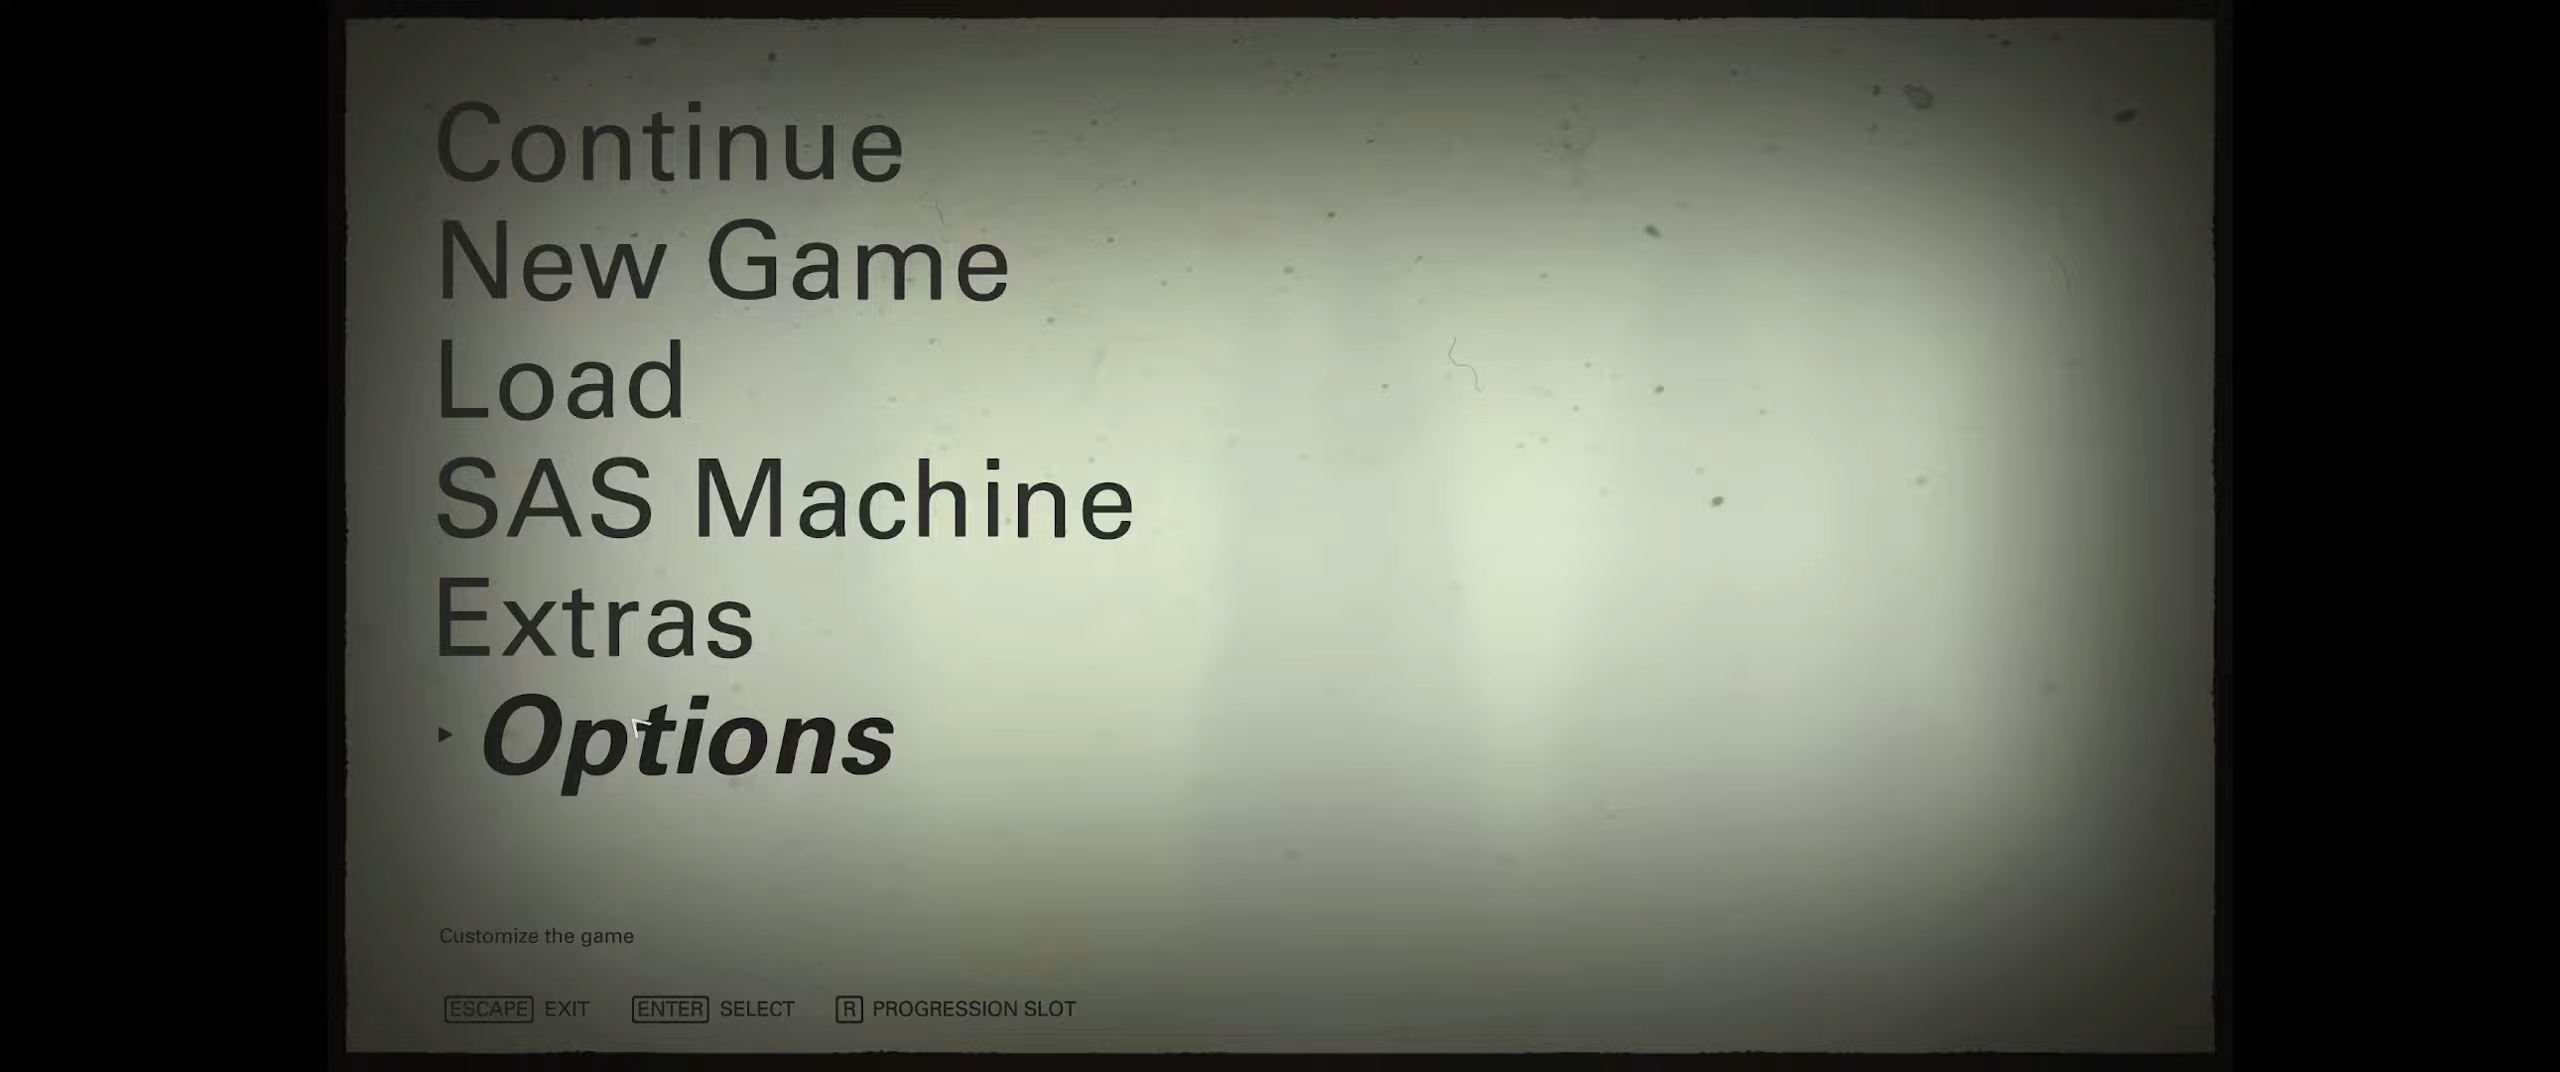 Continue
New Game
Load
SAS Machine
Extras
Options
Customize the game
ESCAPE EXIT ENTER SELECT R PROGRESSION SLOT